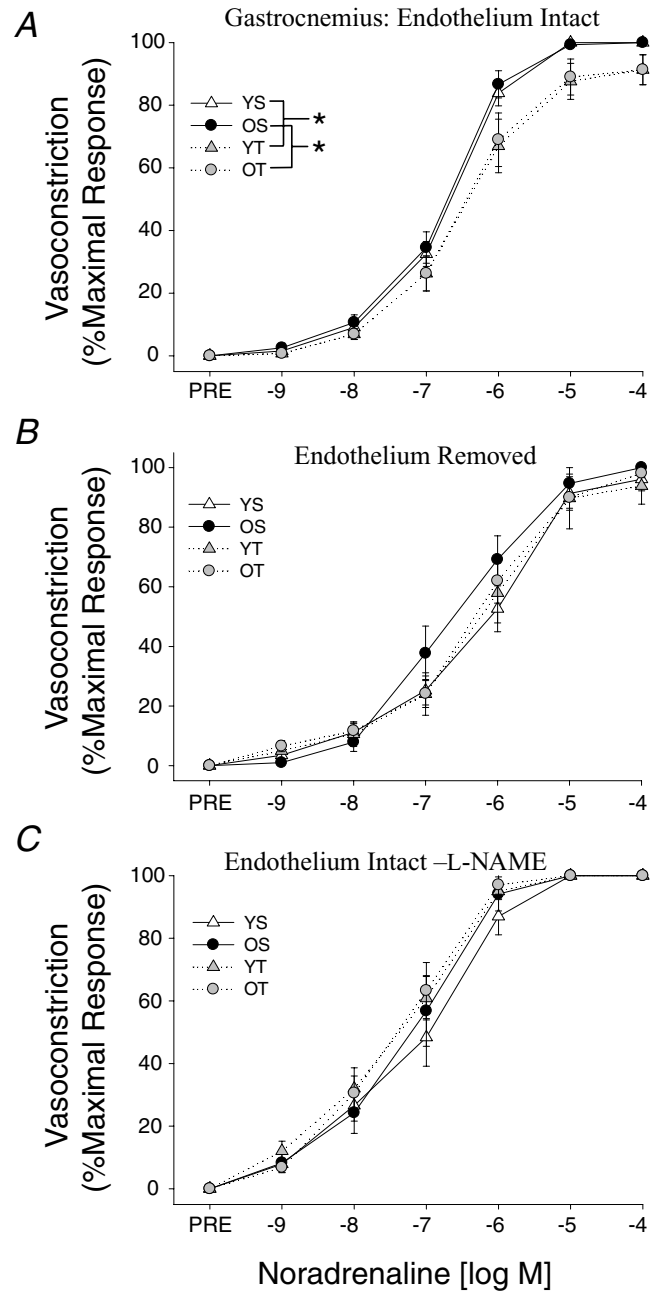 A
Gastrocnemius: Endothelium Intact
Vasoconstriction
(%Maximal Response)
100
80
60
40
20
0
YS
OS
YT
OT
*
*
PRE -9 -8 -7 -6 -5 -4
B
Endothelium Removed
Vasoconstriction
(%Maximal Response)
100
80
60
40
20
0
YS
OS
YT
OT
PRE -9 -8 -7 -6 -5 -4
C
Endothelium Intact –L-NAME
Vasoconstriction
(%Maximal Response)
100
80
60
40
20
0
YS
OS
YT
OT
PRE -9 -8 -7 -6 -5 -4
Noradrenaline [log M]